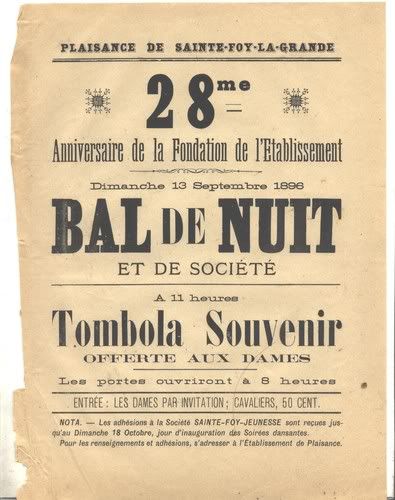 PLAISANCE DE SAINTE-FOY-LA-GRANDE
28me
Anniversaire de la Fondation de l'Etablissement
Dimanche 13 Septembre 1896
BAL DE NUIT
ET DE SOCIÉTÉ
A 11 heures
Tombola Souvenir
OFFERTE AUX DAMES
Les portes ouvriront à 8 heures
ENTRÉE : LES DAMES PAR INVITATION; CAVALIERS, 50 CENT.
NOTA. — Les adhésions à la Société SAINTE-FOY-JEUNESSE sont reçues jus-
qu'au Dimanche 18 Octobre, jour d'inauguration des Soirées dansantes.
Pour les renseignements et adhésions, s'adresser à l'Établissement de Plaisance.